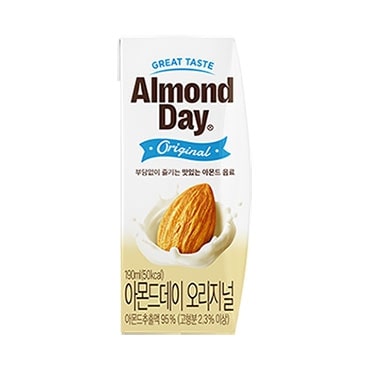 GREAT TASTE
Almond
Day®
Original
부담없이 즐기는 맛있는 아몬드 음료
190ml(50kcal)
아몬드데이 오리지널
아몬드추출액 95% (고형분 2.3% 이상)